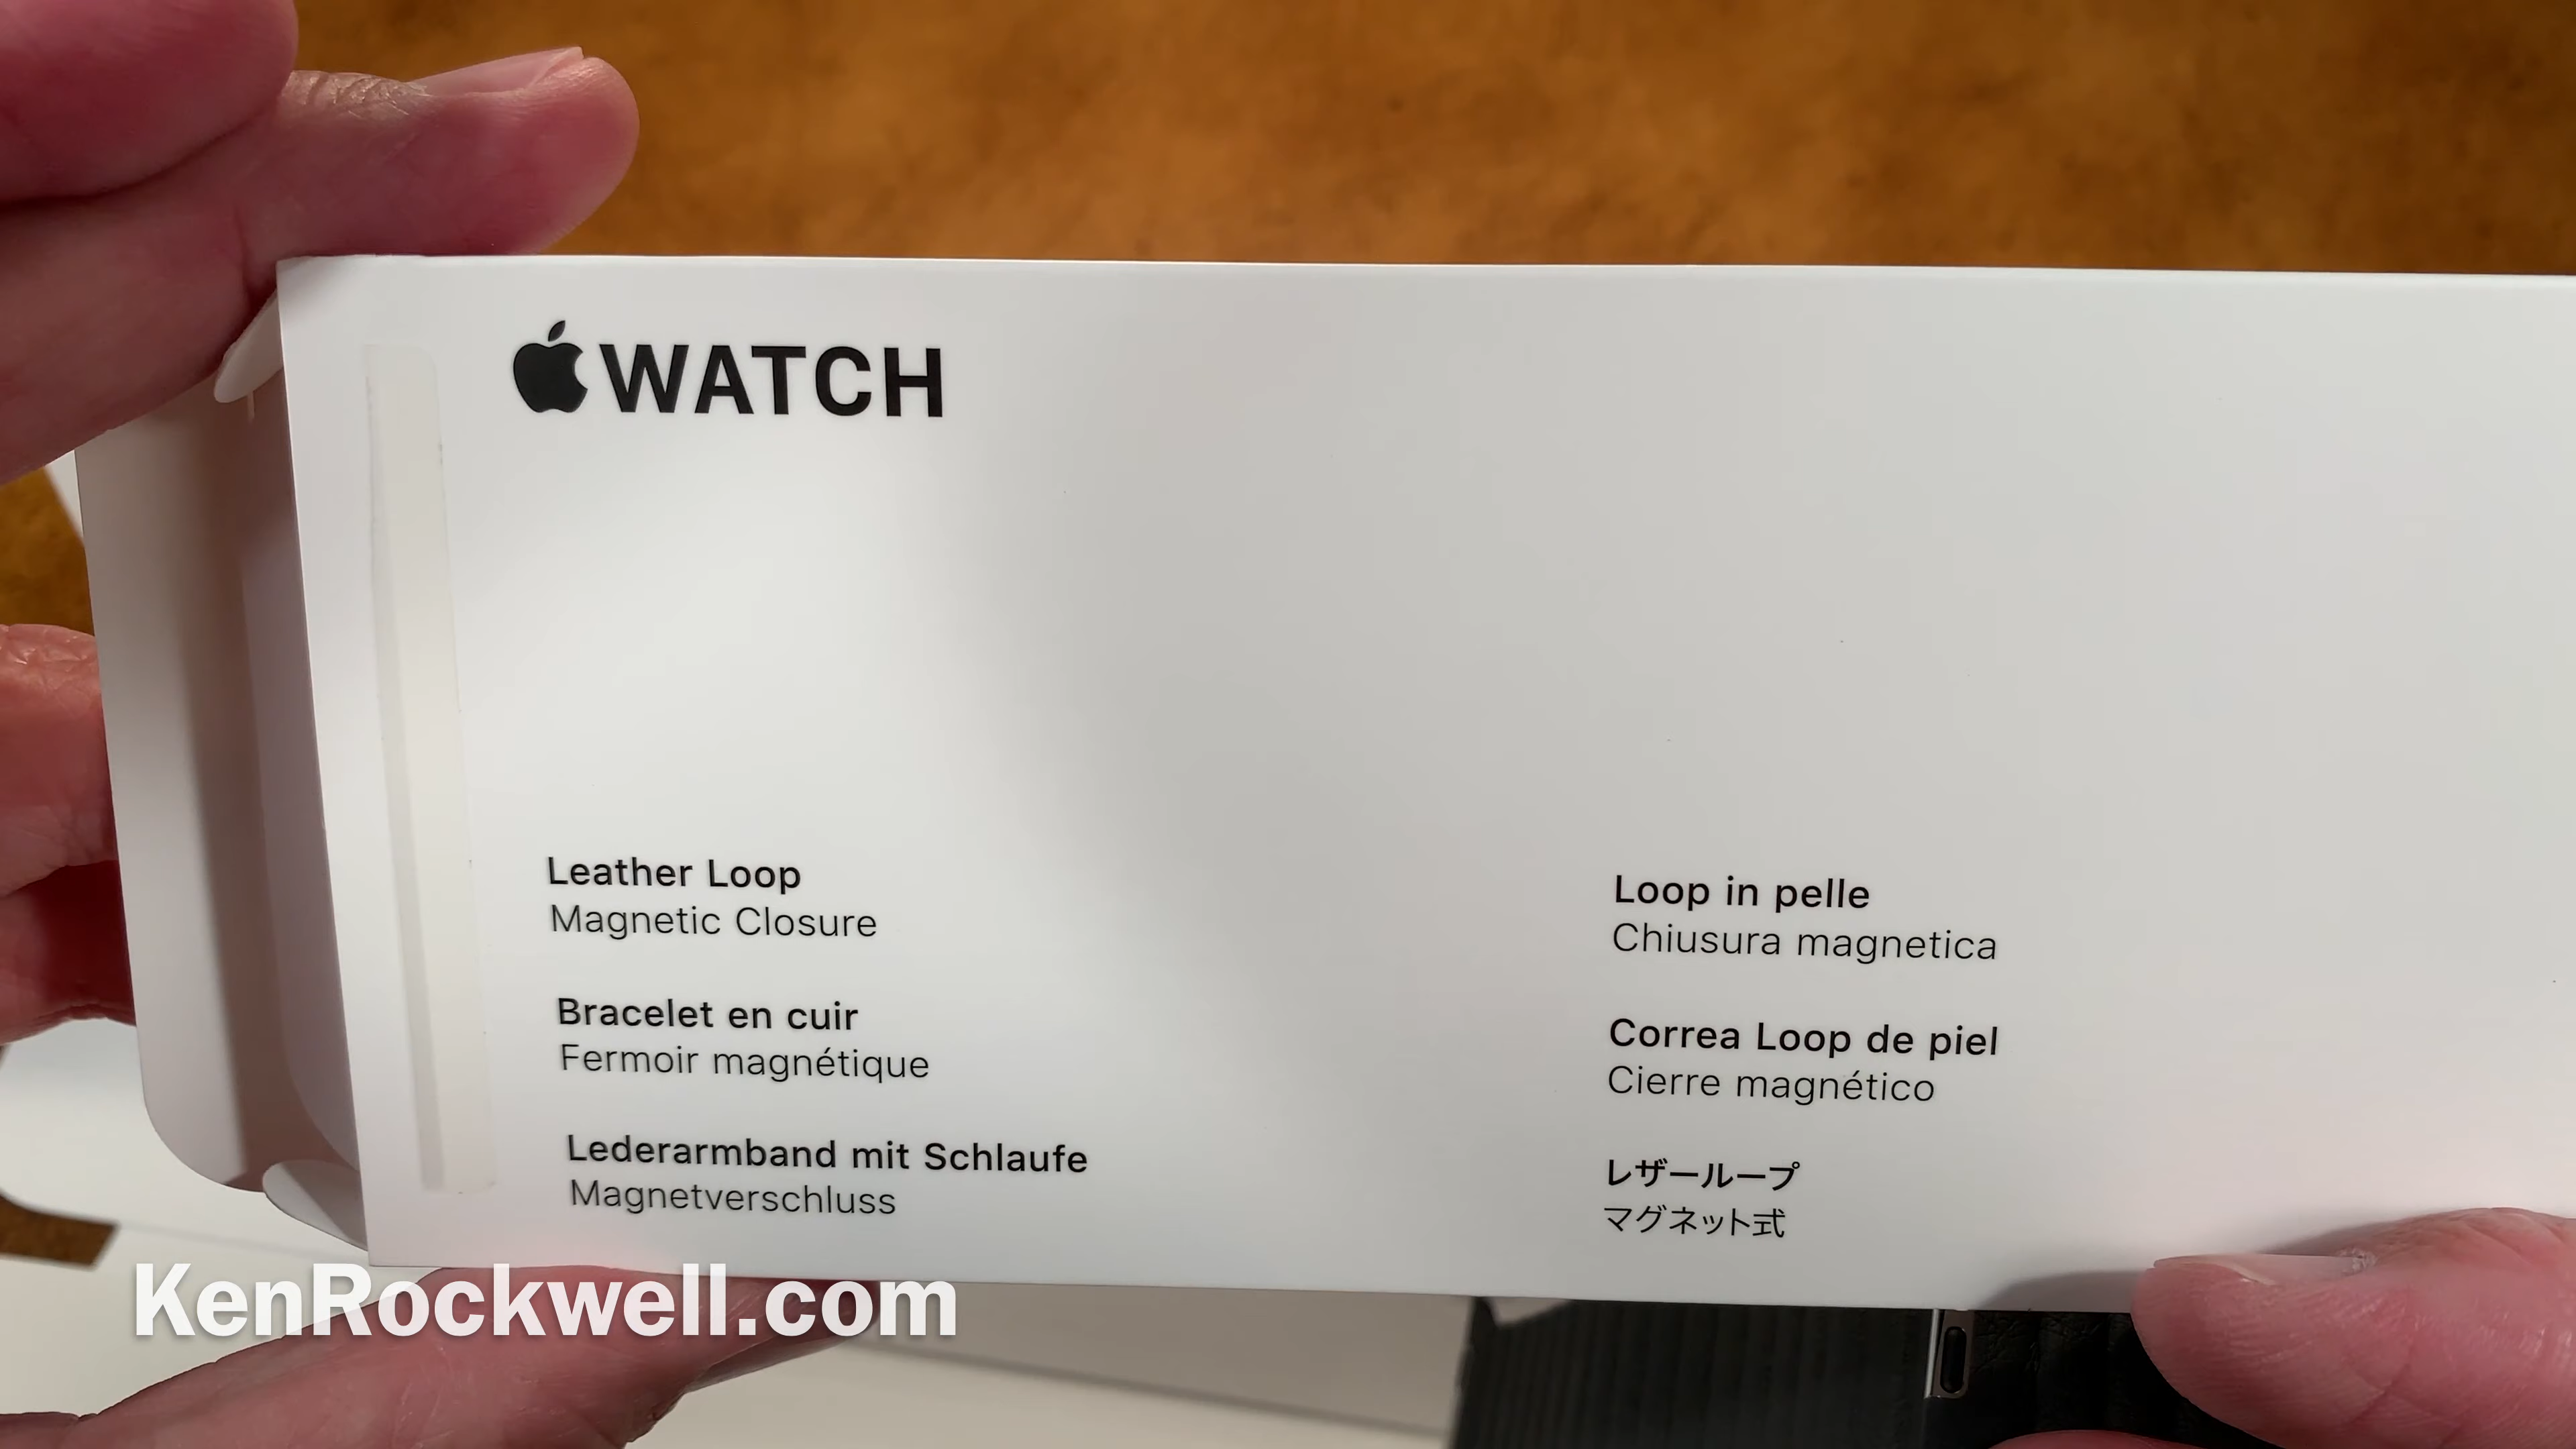 WATCH
Leather Loop
Magnetic Closure
Bracelet en cuir
Fermoir magnétique
Lederarmband mit Schlaufe
Magnetverschluss
Loop in pelle
Chiusura magnetica
Correa Loop de piel
Cierre magnético
レザーループ
マグネット式
KenRockwell.com